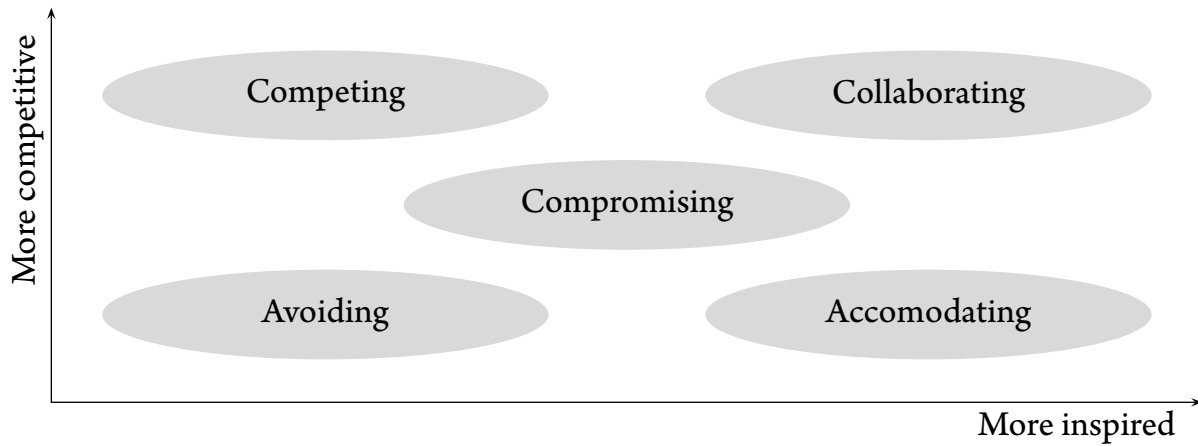 More competitive
Competing
Collaborating
Compromising
Avoiding
Accomodating
More inspired